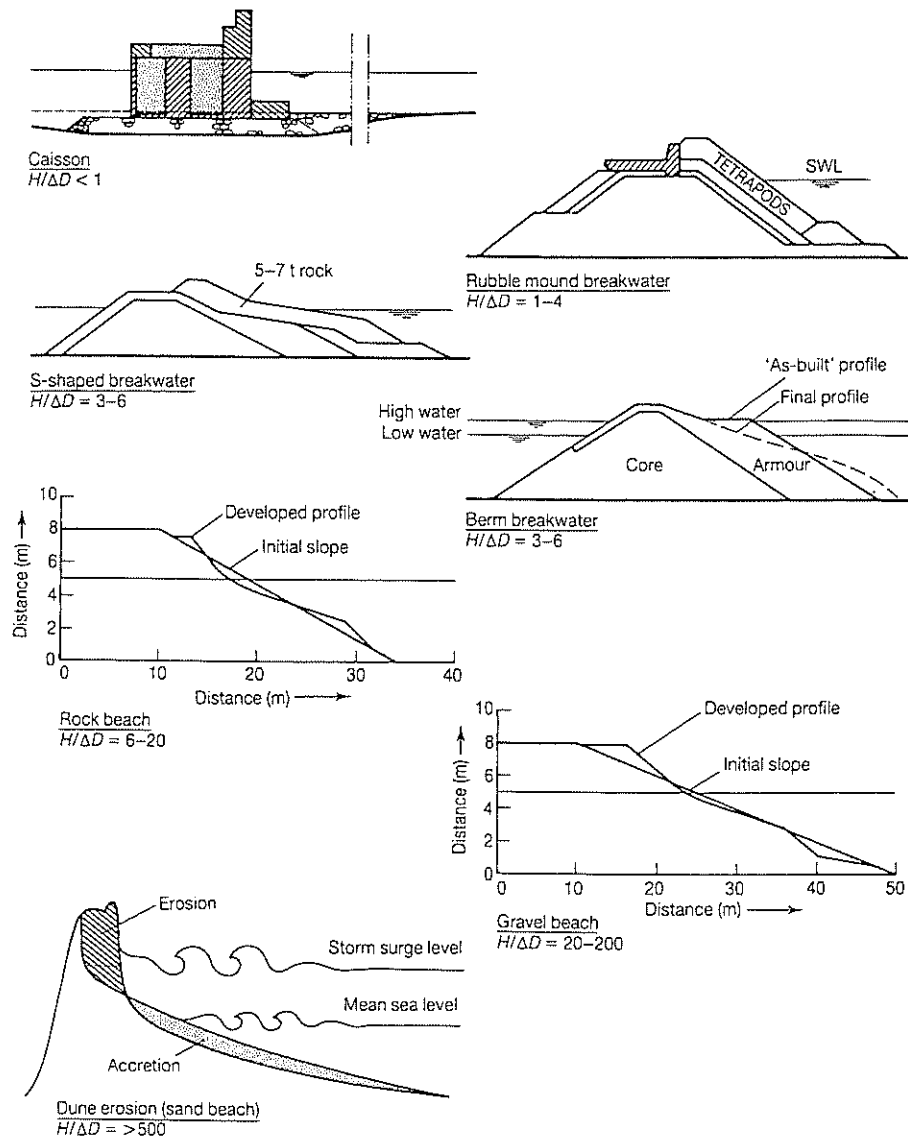 Caisson
H/ΔD < 1
TETRAPODS
SWL
Rubble mound breakwater
H/ΔD = 1–4
5–7 t rock
S-shaped breakwater
H/ΔD = 3–6
'As-built' profile
Final profile
High water
Low water
Core
Armour
Berm breakwater
H/ΔD = 3–6
10
8
6
4
2
0
Distance (m)
Developed profile
Initial slope
0
10
20
30
40
Distance (m)
Rock beach
H/ΔD = 6–20
10
8
6
4
2
0
Distance (m)
Developed profile
Initial slope
0
10
20
30
40
50
Distance (m)
Gravel beach
H/ΔD = 20–200
Erosion
Storm surge level
Mean sea level
Accretion
Dune erosion (sand beach)
H/ΔD = >500